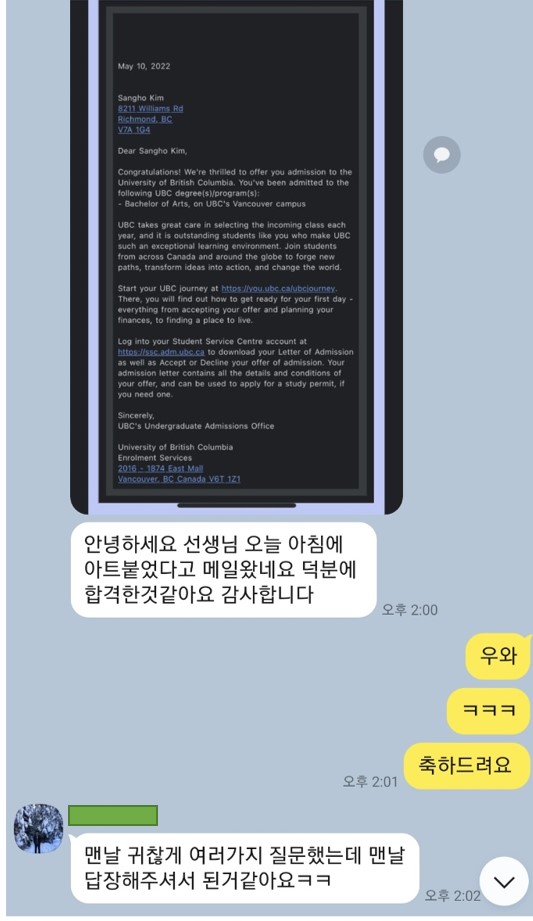 May 10, 2022
Sangho Kim
8211 Williams Rd
Richmond, BC
V7A 1G4
Dear Sangho Kim,
Congratulations! We're thrilled to offer you admission to the
University of British Columbia. You've been admitted to the
following UBC degree(s)/program(s):
- Bachelor of Arts, on UBC's Vancouver campus
UBC takes great care in selecting the incoming class each
year, and it is outstanding students like you who make UBC
such an exceptional learning environment. Join students
from across Canada and around the globe to forge new
paths, transform ideas into action, and change the world.
Start your UBC journey at https://you.ubc.ca/ubcjourney.
There, you will find out how to get ready for your first day -
everything from accepting your offer and planning your
finances, to finding a place to live.
Log into your Student Service Centre account at
https://ssc.adm.ubc.ca to download your Letter of Admission
as well as Accept or Decline your offer of admission. Your
admission letter contains all the details and conditions of
your offer, and can be used to apply for a study permit, if
you need one.
Sincerely,
UBC's Undergraduate Admissions Office
University of British Columbia
Enrolment Services
2016 - 1874 East Mall
Vancouver, BC Canada V6T 1Z1
안녕하세요 선생님 오늘 아침에
아트붙었다고 메일왔네요 덕분에
합격한것같아요 감사합니다
오후 2:00
우와
ㅋㅋㅋ
축하드려요
오후 2:01
맨날 귀찮게 여러가지 질문했는데 맨날
답장해주셔서 된거같아요ㅋㅋ
오후 2:02